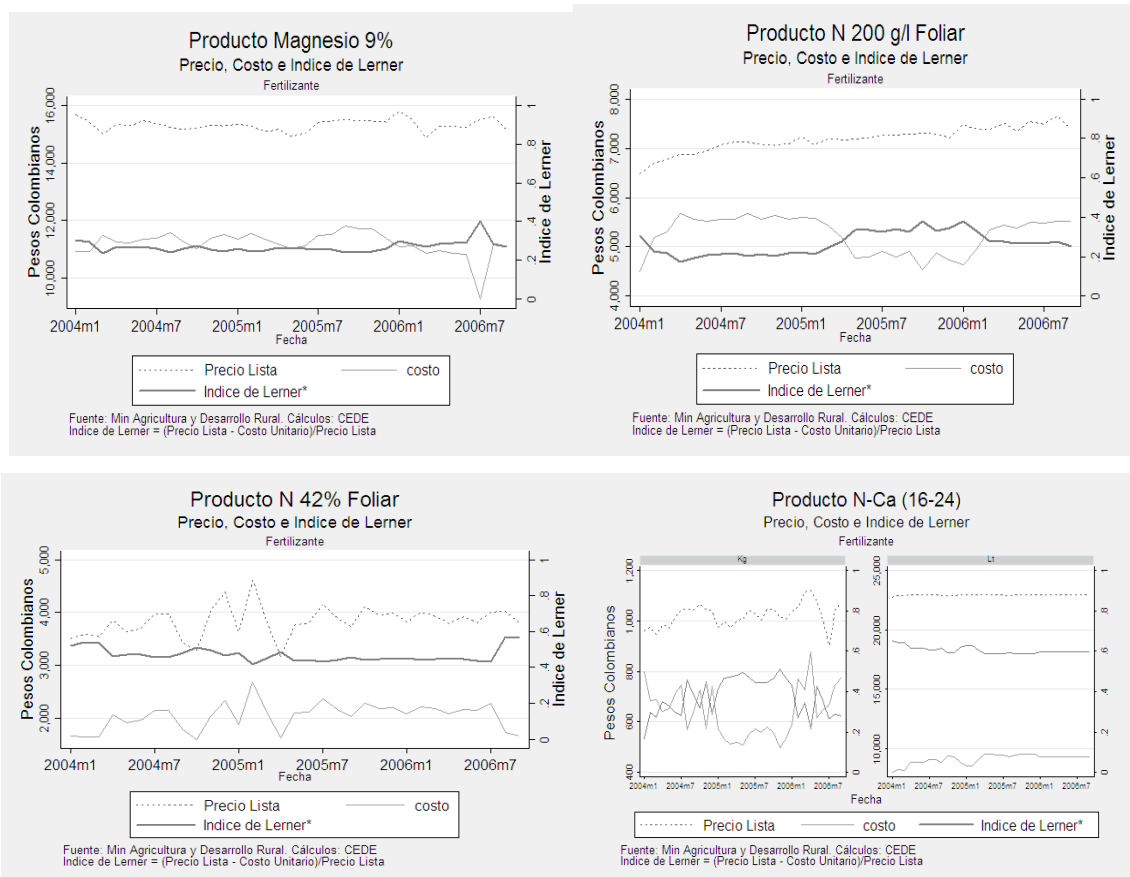 Producto Magnesio 9%
Precio, Costo e Indice de Lerner
Fertilizante
Pesos Colombianos
16,000
14,000
12,000
10,000
1
.8
.6
.4
.2
0
Indice de Lerner
2004m1 2004m7 2005m1 2005m7 2006m1 2006m7
Fecha
Precio Lista costo
Indice de Lerner*
Fuente: Min Agricultura y Desarrollo Rural. Cálculos: CEDE
Indice de Lerner = (Precio Lista - Costo Unitario)/Precio Lista
Producto N 200 g/l Foliar
Precio, Costo e Indice de Lerner
Fertilizante
Pesos Colombianos
8,000
7,000
6,000
5,000
4,000
1
.8
.6
.4
.2
0
Indice de Lerner
2004m1 2004m7 2005m1 2005m7 2006m1 2006m7
Fecha
Precio Lista costo
Indice de Lerner*
Fuente: Min Agricultura y Desarrollo Rural. Cálculos: CEDE
Indice de Lerner = (Precio Lista - Costo Unitario)/Precio Lista
Producto N 42% Foliar
Precio, Costo e Indice de Lerner
Fertilizante
Pesos Colombianos
5,000
4,000
3,000
2,000
1
.8
.6
.4
.2
0
Indice de Lerner
2004m1 2004m7 2005m1 2005m7 2006m1 2006m7
Fecha
Precio Lista costo
Indice de Lerner*
Fuente: Min Agricultura y Desarrollo Rural. Cálculos: CEDE
Indice de Lerner = (Precio Lista - Costo Unitario)/Precio Lista
Producto N-Ca (16-24)
Precio, Costo e Indice de Lerner
Fertilizante
Kg
Lt
Pesos Colombianos
1,200
1,000
800
600
400
1
.8
.6
.4
.2
0
25,000
20,000
15,000
10,000
1
.8
.6
.4
.2
0
Indice de Lerner
2004m1 2004m7 2005m1 2005m7 2006m1 2006m7
2004m1 2004m7 2005m1 2005m7 2006m1 2006m7
Fecha
Precio Lista costo Indice de Lerner*
Fuente: Min Agricultura y Desarrollo Rural. Cálculos: CEDE
Indice de Lerner = (Precio Lista - Costo Unitario)/Precio Lista